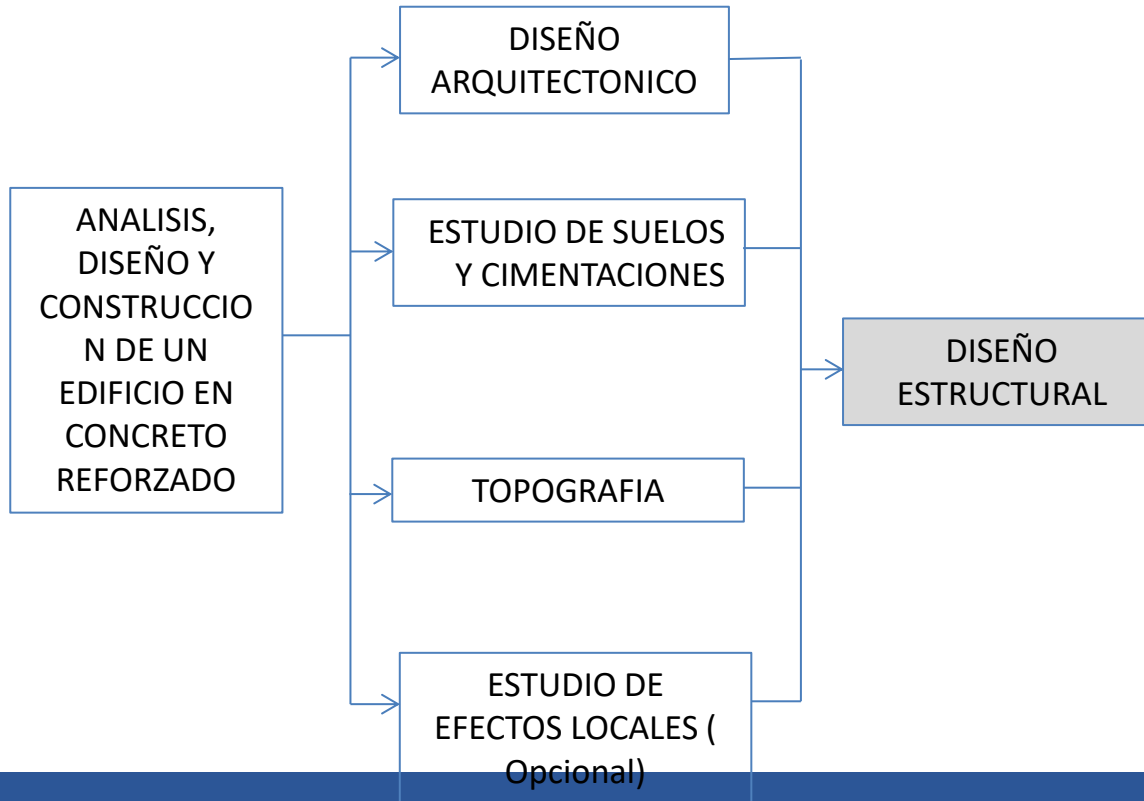 DISEÑO
ARQUITECTONICO
ANALISIS,
DISEÑO Y
CONSTRUCCIO
N DE UN
EDIFICIO EN
CONCRETO
REFORZADO
ESTUDIO DE SUELOS
Y CIMENTACIONES
DISEÑO
ESTRUCTURAL
TOPOGRAFIA
ESTUDIO DE
EFECTOS LOCALES (
Opcional)